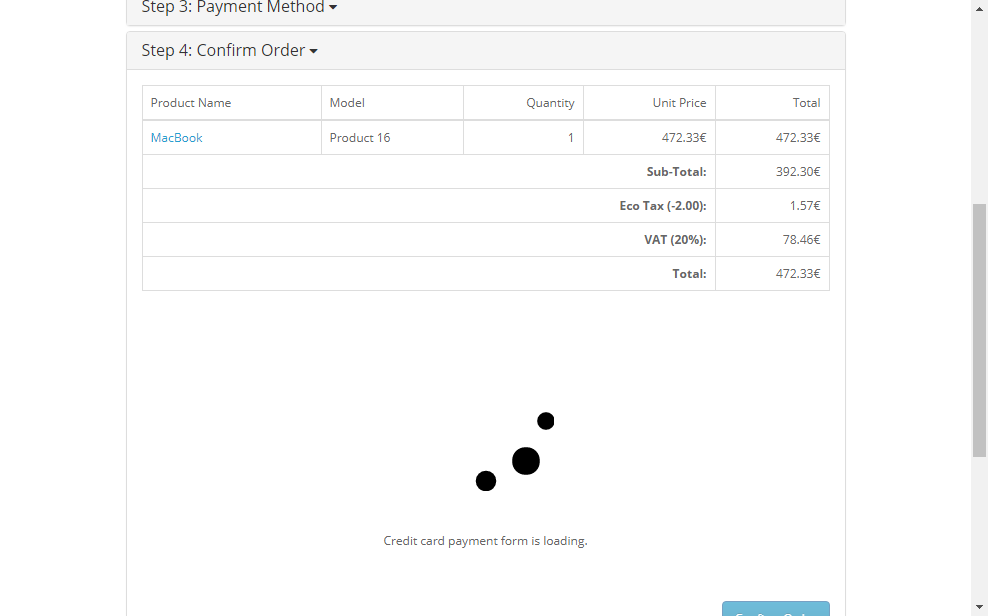 Step 3: Payment Method
Step 4: Confirm Order
Product Name Model Quantity Unit Price Total
MacBook Product 16 1 472.33€ 472.33€
Sub-Total: 392.30€
Eco Tax (-2.00): 1.57€
VAT (20%): 78.46€
Total: 472.33€
Credit card payment form is loading.